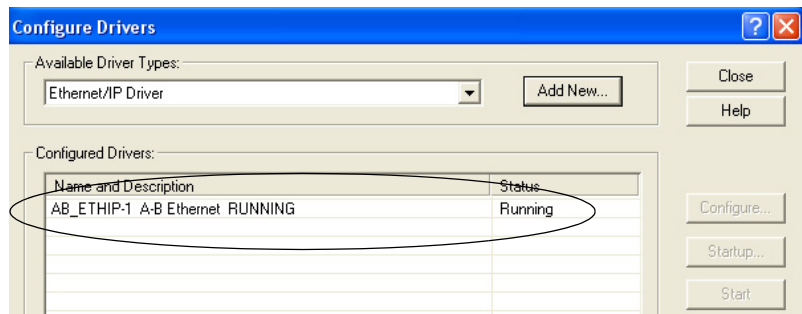 Configure Drivers
Available Driver Types:
Ethernet/IP Driver
Add New...
Close
Help
Configured Drivers:
Name and Description Status
AB_ETHIP-1 A-B Ethernet RUNNING Running
Configure...
Startup...
Start